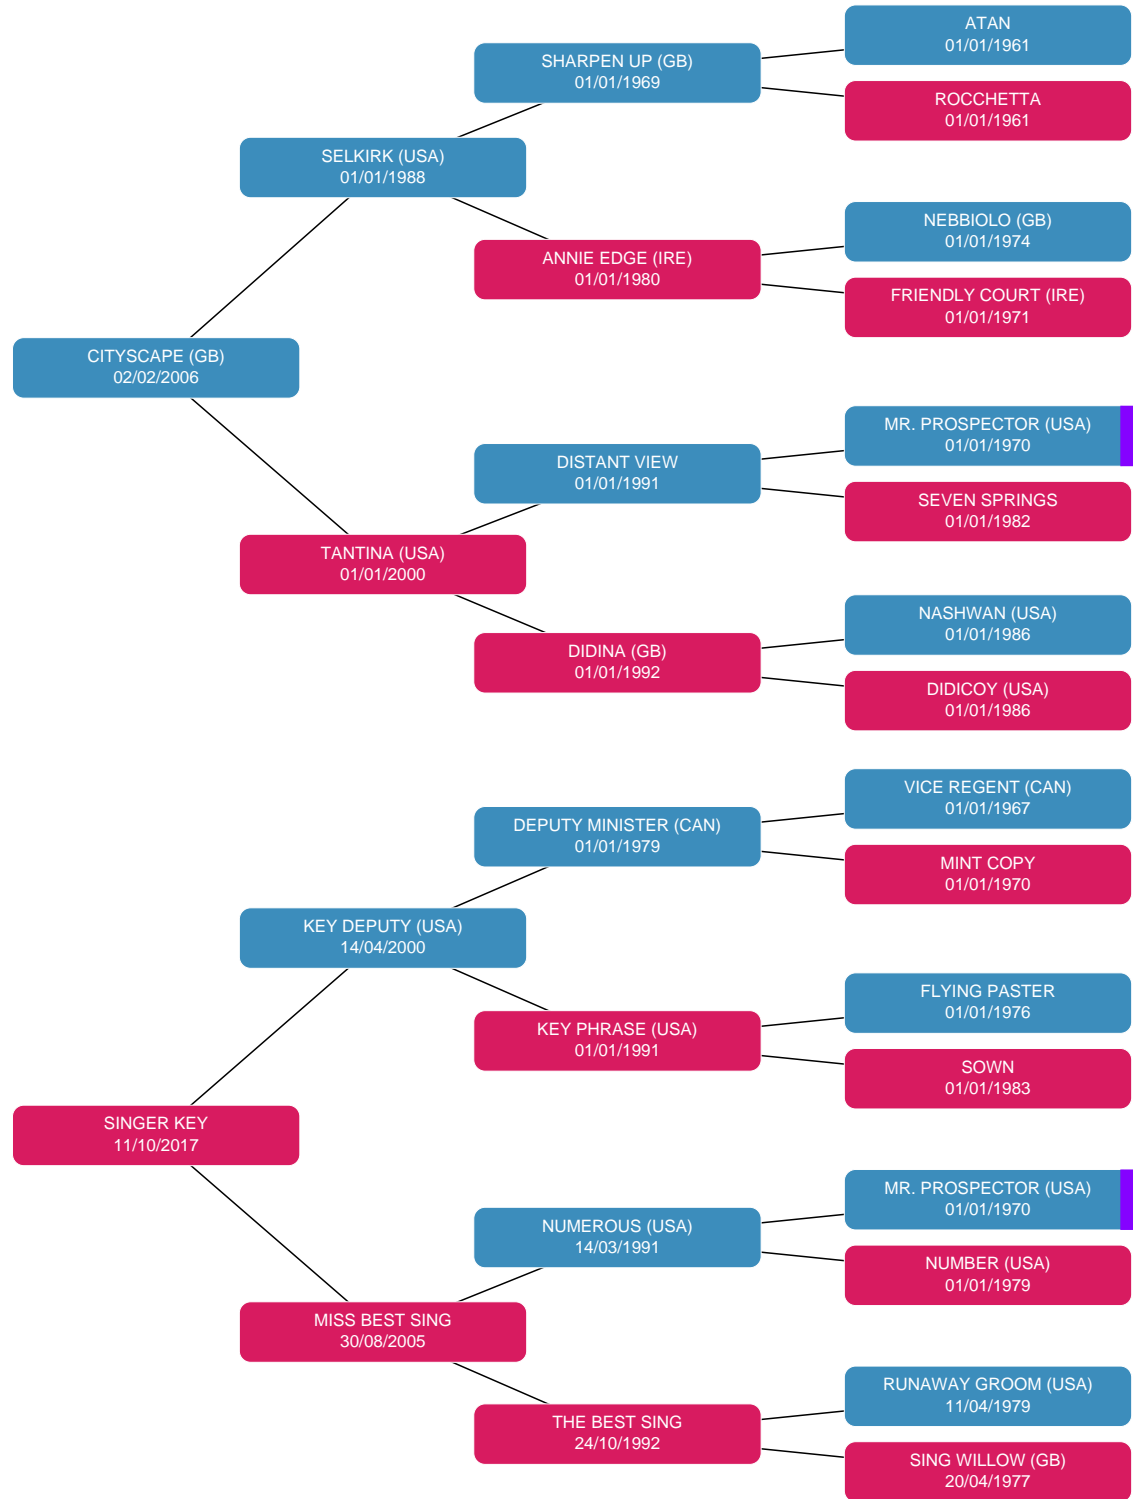 ATAN
01/01/1961
SHARPEN UP (GB)
01/01/1969
ROCCHETTA
01/01/1961
SELKIRK (USA)
01/01/1988
NEBBIOLO (GB)
01/01/1974
ANNIE EDGE (IRE)
01/01/1980
FRIENDLY COURT (IRE)
01/01/1971
CITYSCAPE (GB)
02/02/2006
MR. PROSPECTOR (USA)
01/01/1970
DISTANT VIEW
01/01/1991
SEVEN SPRINGS
01/01/1982
TANTINA (USA)
01/01/2000
NASHWAN (USA)
01/01/1986
DIDINA (GB)
01/01/1992
DIDICOY (USA)
01/01/1986
VICE REGENT (CAN)
01/01/1967
DEPUTY MINISTER (CAN)
01/01/1979
MINT COPY
01/01/1970
KEY DEPUTY (USA)
14/04/2000
FLYING PASTER
01/01/1976
KEY PHRASE (USA)
01/01/1991
SOWN
01/01/1983
SINGER KEY
11/10/2017
MR. PROSPECTOR (USA)
01/01/1970
NUMEROUS (USA)
14/03/1991
NUMBER (USA)
01/01/1979
MISS BEST SING
30/08/2005
RUNAWAY GROOM (USA)
11/04/1979
THE BEST SING
24/10/1992
SING WILLOW (GB)
20/04/1977